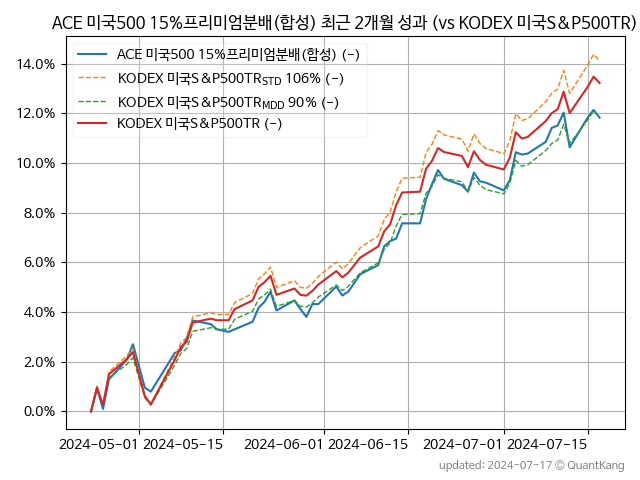 ACE 미국500 15%프리미엄분배(합성) 최근 2개월 성과 (vs KODEX 미국S&P500TR)
ACE 미국500 15%프리미엄분배(합성) (-)
KODEX 미국S&P500TR STD 106% (-)
KODEX 미국S&P500TR MDD 90% (-)
KODEX 미국S&P500TR (-)
14.0%
12.0%
10.0%
8.0%
6.0%
4.0%
2.0%
0.0%
2024-05-01 2024-05-15 2024-06-01 2024-06-15 2024-07-01 2024-07-15
updated: 2024-07-17 © QuantKang